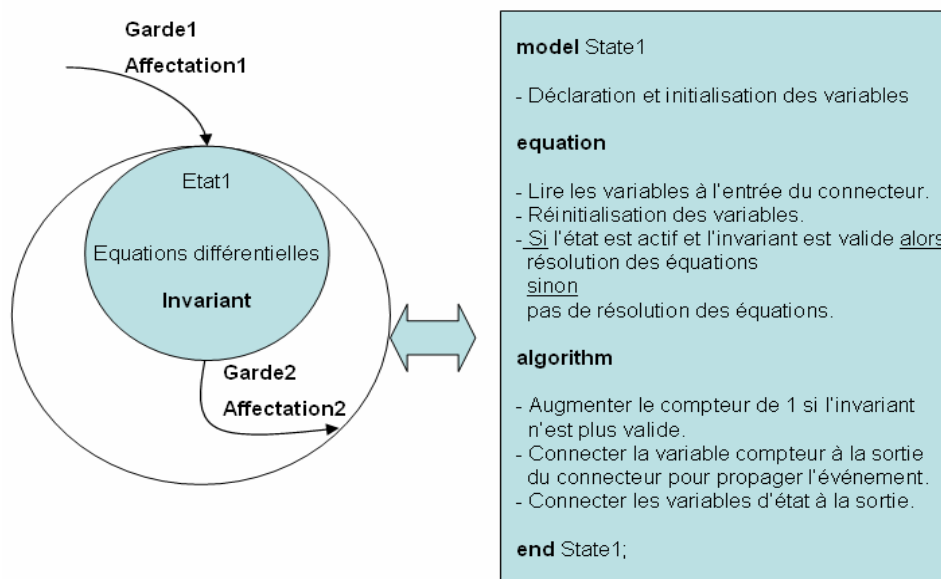 Garde1
Affectation1
Etat1
Equations différentielles
Invariant
Garde2
Affectation2
model State1
- Déclaration et initialisation des variables
equation
- Lire les variables à l'entrée du connecteur.
- Réinitialisation des variables.
- Si l'état est actif et l'invariant est valide alors
résolution des équations
sinon
pas de résolution des équations.
algorithm
- Augmenter le compteur de 1 si l'invariant
n'est plus valide.
- Connecter la variable compteur à la sortie
du connecteur pour propager l'événement.
- Connecter les variables d'état à la sortie.
end State1;